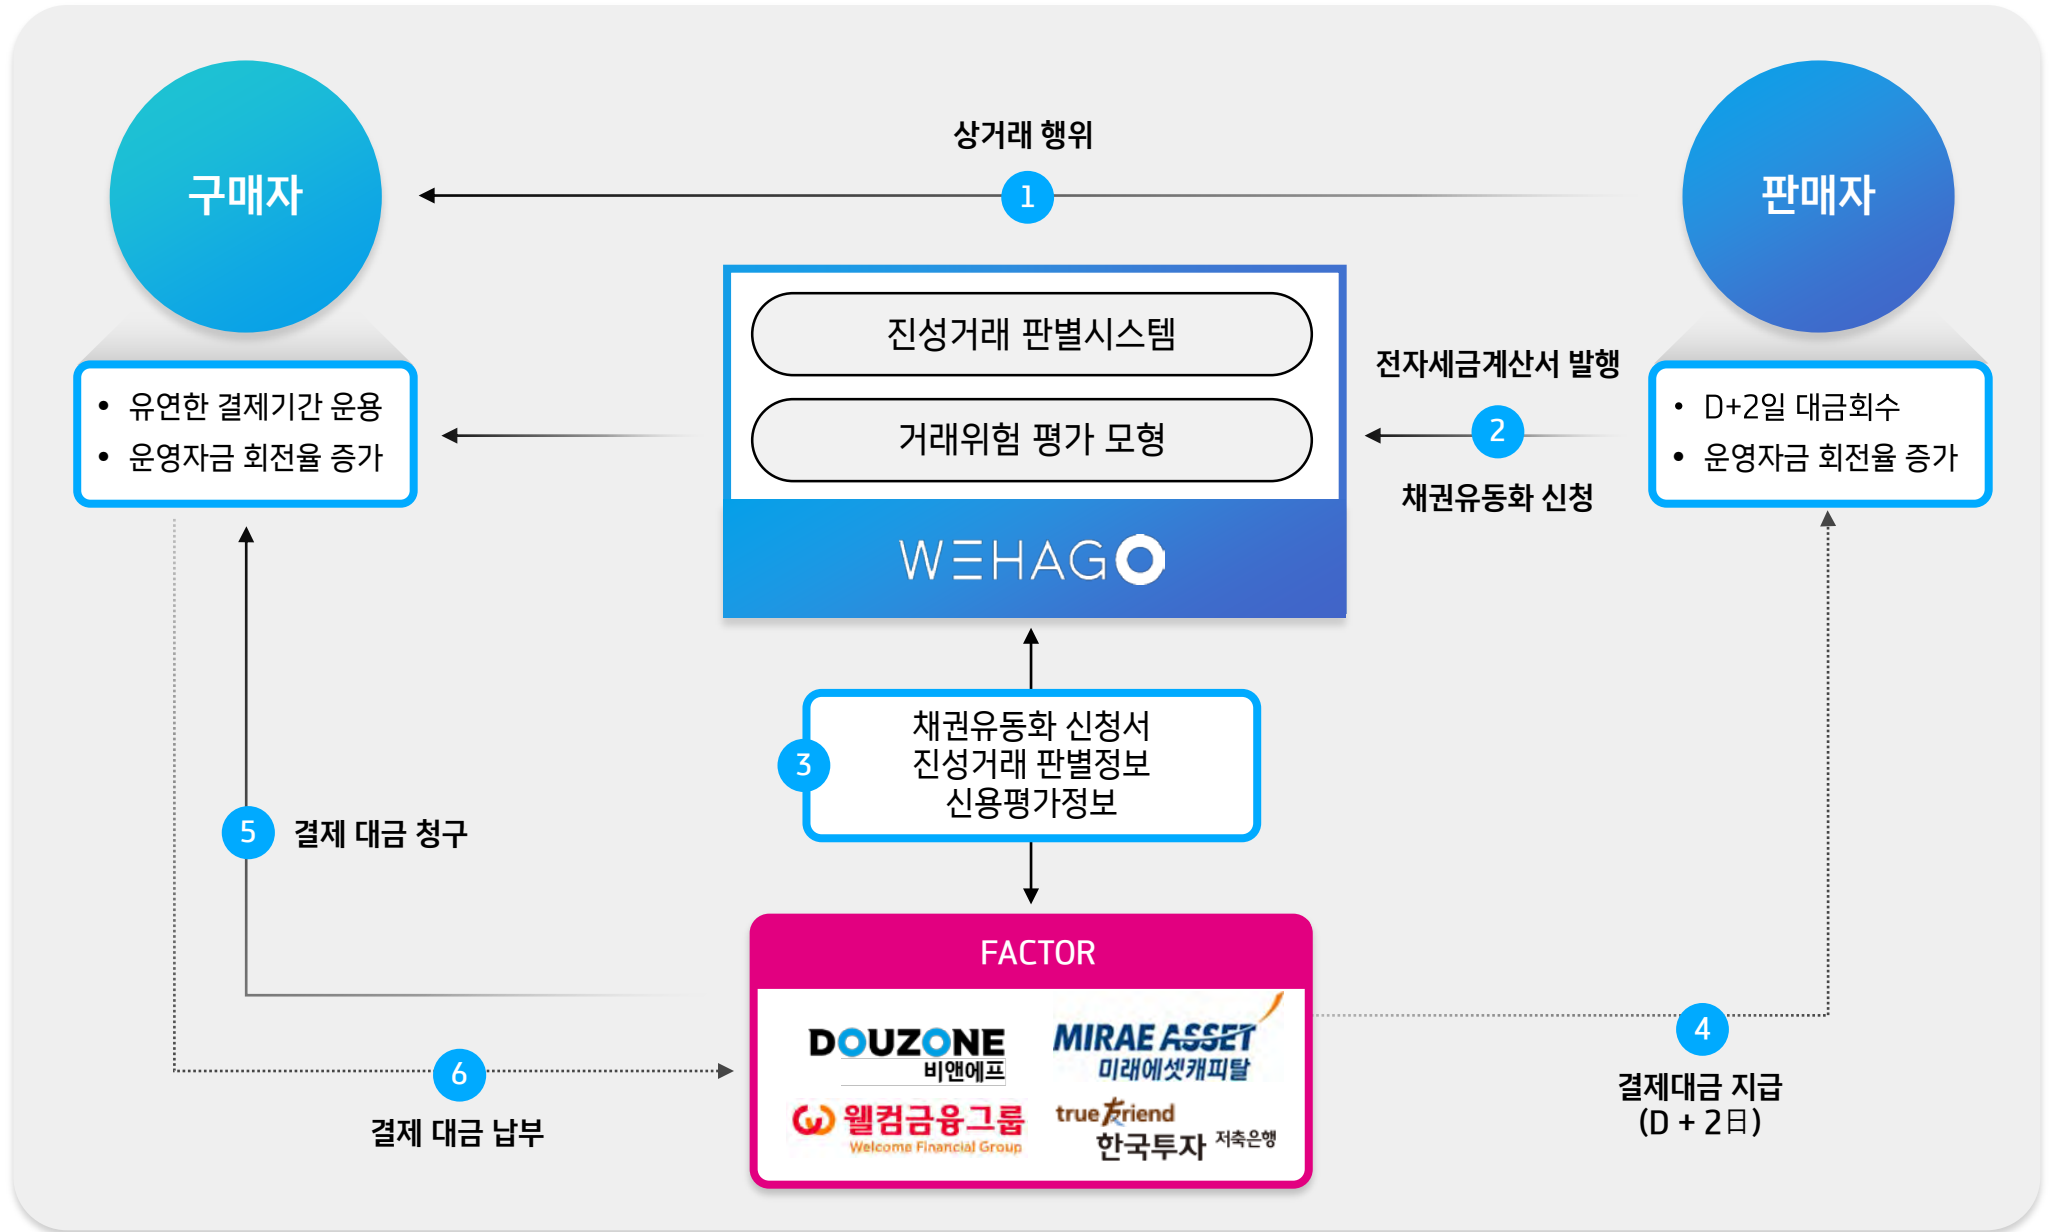 상거래 행위
1
구매자
판매자
진성거래 판별시스템
거래위험 평가 모형
WEHAGO
전자세금계산서 발행
2
채권유동화 신청
• 유연한 결제기간 운용
• 운영자금 회전율 증가
• D+2일 대금회수
• 운영자금 회전율 증가
3
채권유동화 신청서
진성거래 판별정보
신용평가정보
5
결제 대금 청구
FACTOR
DOUZONE
비앤에프
MIRAE ASSET
미래에셋캐피탈
웰컴금융그룹
Welcome Financial Group
true friend
한국투자 저축은행
4
결제대금 지급
(D + 2日)
6
결제 대금 납부